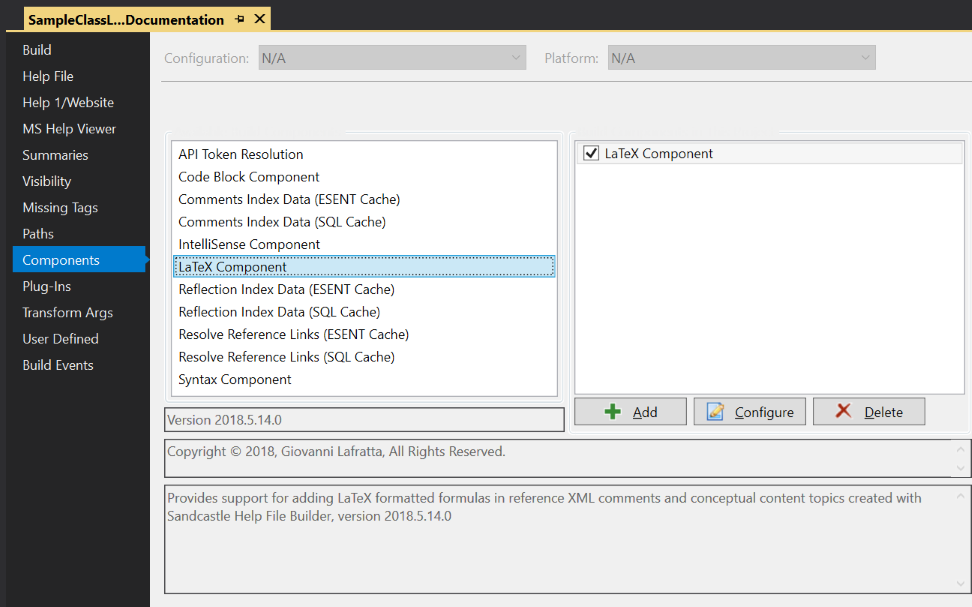 SampleClassL...Documentation
Build
Help File
Help 1/Website
MS Help Viewer
Summaries
Visibility
Missing Tags
Paths
Components
Plug-Ins
Transform Args
User Defined
Build Events
Configuration: N/A
Platform: N/A
API Token Resolution
Code Block Component
Comments Index Data (ESENT Cache)
Comments Index Data (SQL Cache)
IntelliSense Component
LaTeX Component
Reflection Index Data (ESENT Cache)
Reflection Index Data (SQL Cache)
Resolve Reference Links (ESENT Cache)
Resolve Reference Links (SQL Cache)
Syntax Component
LaTeX Component
Add
Configure
Delete
Version 2018.5.14.0
Copyright © 2018, Giovanni Lafratta, All Rights Reserved.
Provides support for adding LaTeX formatted formulas in reference XML comments and conceptual content topics created with
Sandcastle Help File Builder, version 2018.5.14.0